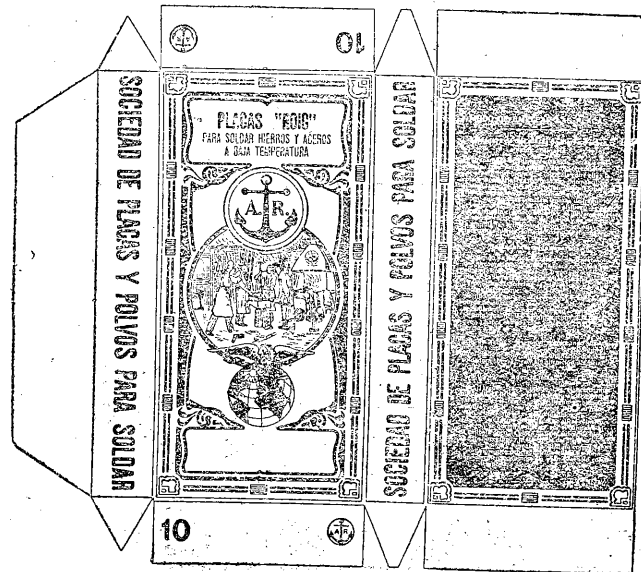 10
SOCIEDAD DE PLACAS Y POLVOS PARA SOLDAR
PLACAS "ROIG"
PARA SOLDAR HIERROS Y ACEROS
A BAJA TEMPERATURA
A. R.
SOCIEDAD DE PLACAS Y POLVOS PARA SOLDAR
10
A R